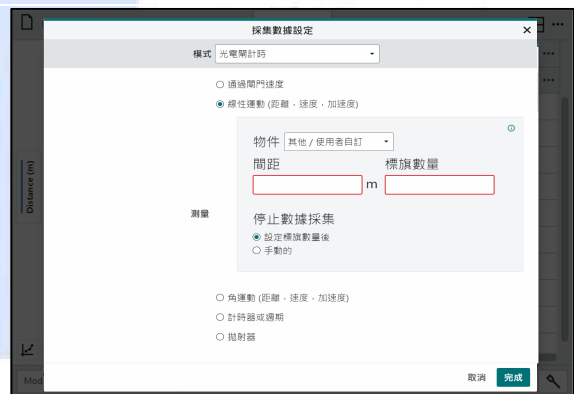 採集數據設定
×
模式 光電閘計時
通過閘門速度
線性運動 (距離，速度，加速度)
物件 其他 / 使用者自訂
間距 標旗數量
m
測量
停止數據採集
設定標旗數量後
手動的
角運動 (距離，速度，加速度)
計時器或週期
拋射器
取消 完成
Distance (m)
Mod